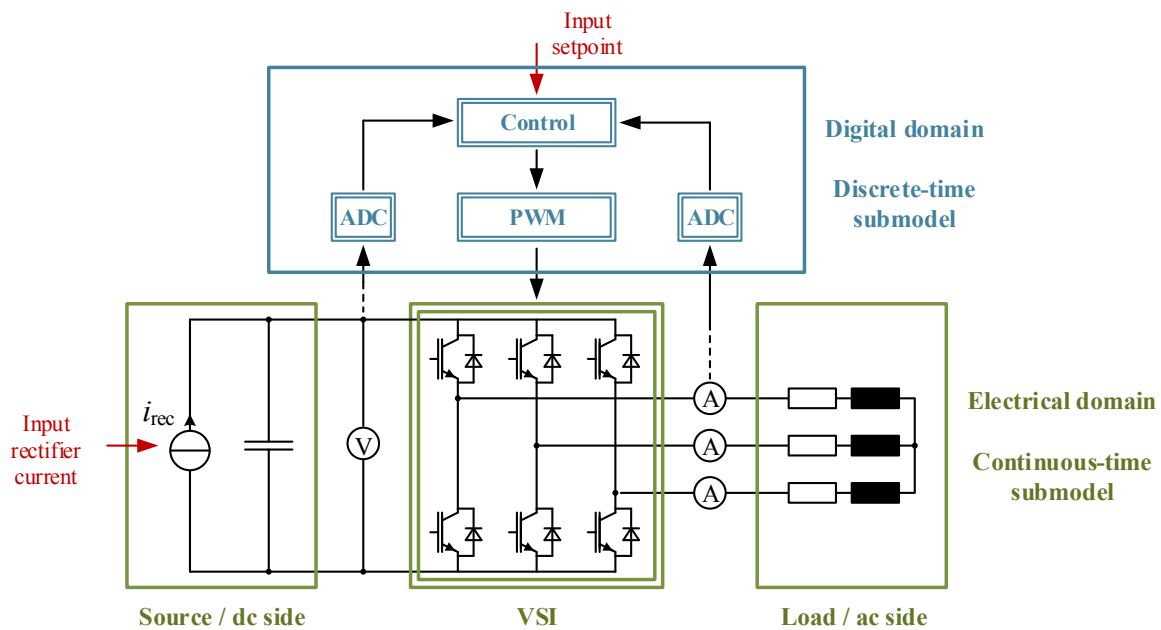 Input
setpoint
Control
Digital domain
ADC
PWM
ADC
Discrete-time
submodel
i_rec
Input
rectifier
current
V
A
A
A
Electrical domain
Continuous-time
submodel
Source / dc side
VSI
Load / ac side